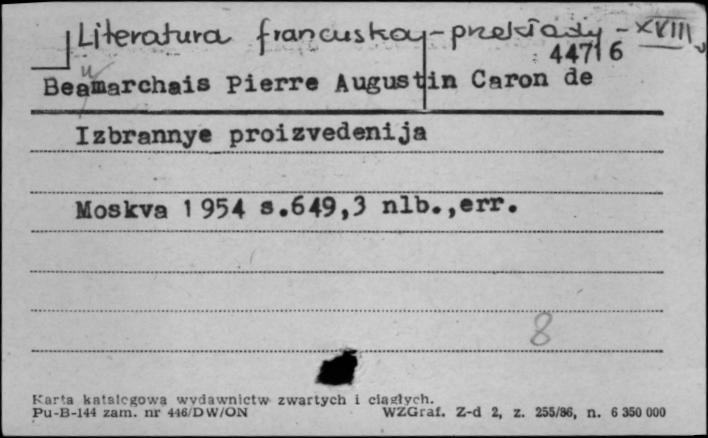 Literatura francuska - przekłady - XVIII w
44716
Beaumarchais Pierre Augustin Caron de
Izbrannye proizvedenija
Moskva 1954 s.649,3 nlb.,err.
8
Karta katalogowa wydawnictw zwartych i ciągłych.
Pu-B-144 zam. nr 446/DW/ON WZGraf. Z-d 2, z. 255/86, n. 6 350 000